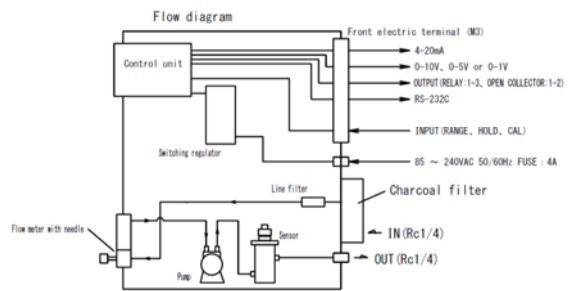 Flow diagram
Front electric terminal (M3)
Control unit
4-20mA
0-10V、0-5V or 0-1V
OUTPUT(RELAY:1-3, OPEN COLLECTOR:1-2)
RS-232C
INPUT(RANGE、HOLD、CAL)
Switching regulator
85 ～ 240VAC 50/60Hz FUSE : 4A
Line filter
Charcoal filter
Flow meter with needle
Sensor
IN(Rc1/4)
Pump
OUT(Rc1/4)